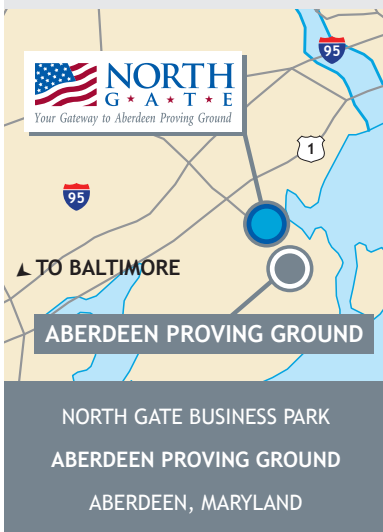 95
NORTH
G★A★T★E
Your Gateway to Aberdeen Proving Ground
1
95
TO BALTIMORE
ABERDEEN PROVING GROUND
NORTH GATE BUSINESS PARK
ABERDEEN PROVING GROUND
ABERDEEN, MARYLAND